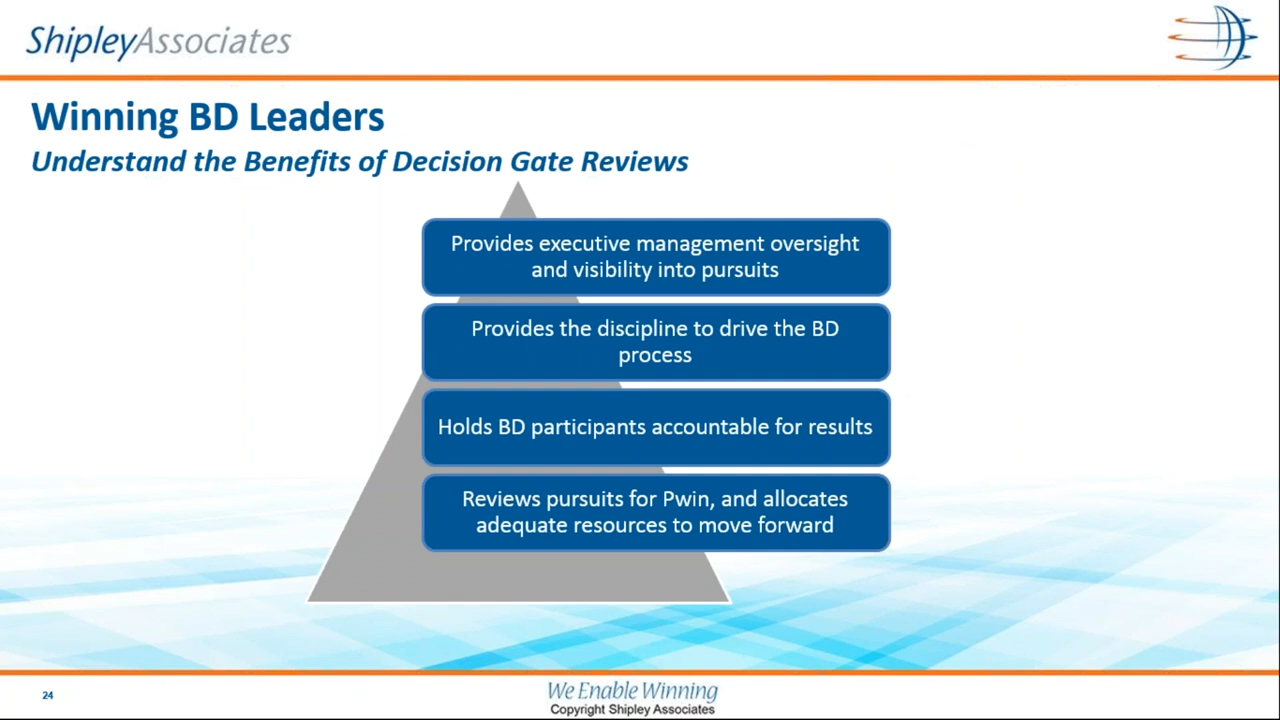 ShipleyAssociates
Winning BD Leaders
Understand the Benefits of Decision Gate Reviews
Provides executive management oversight
and visibility into pursuits
Provides the discipline to drive the BD
process
Holds BD participants accountable for results
Reviews pursuits for Pwin, and allocates
adequate resources to move forward
24
We Enable Winning
Copyright Shipley Associates